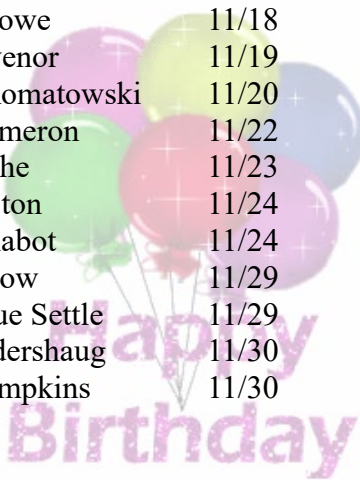 owe 11/18
enor 11/19
omatowski 11/20
meron 11/22
he 11/23
ton 11/24
abot 11/24
ow 11/29
ue Settle 11/29
dershaug 11/30
mpkins 11/30
Happy
Birthday